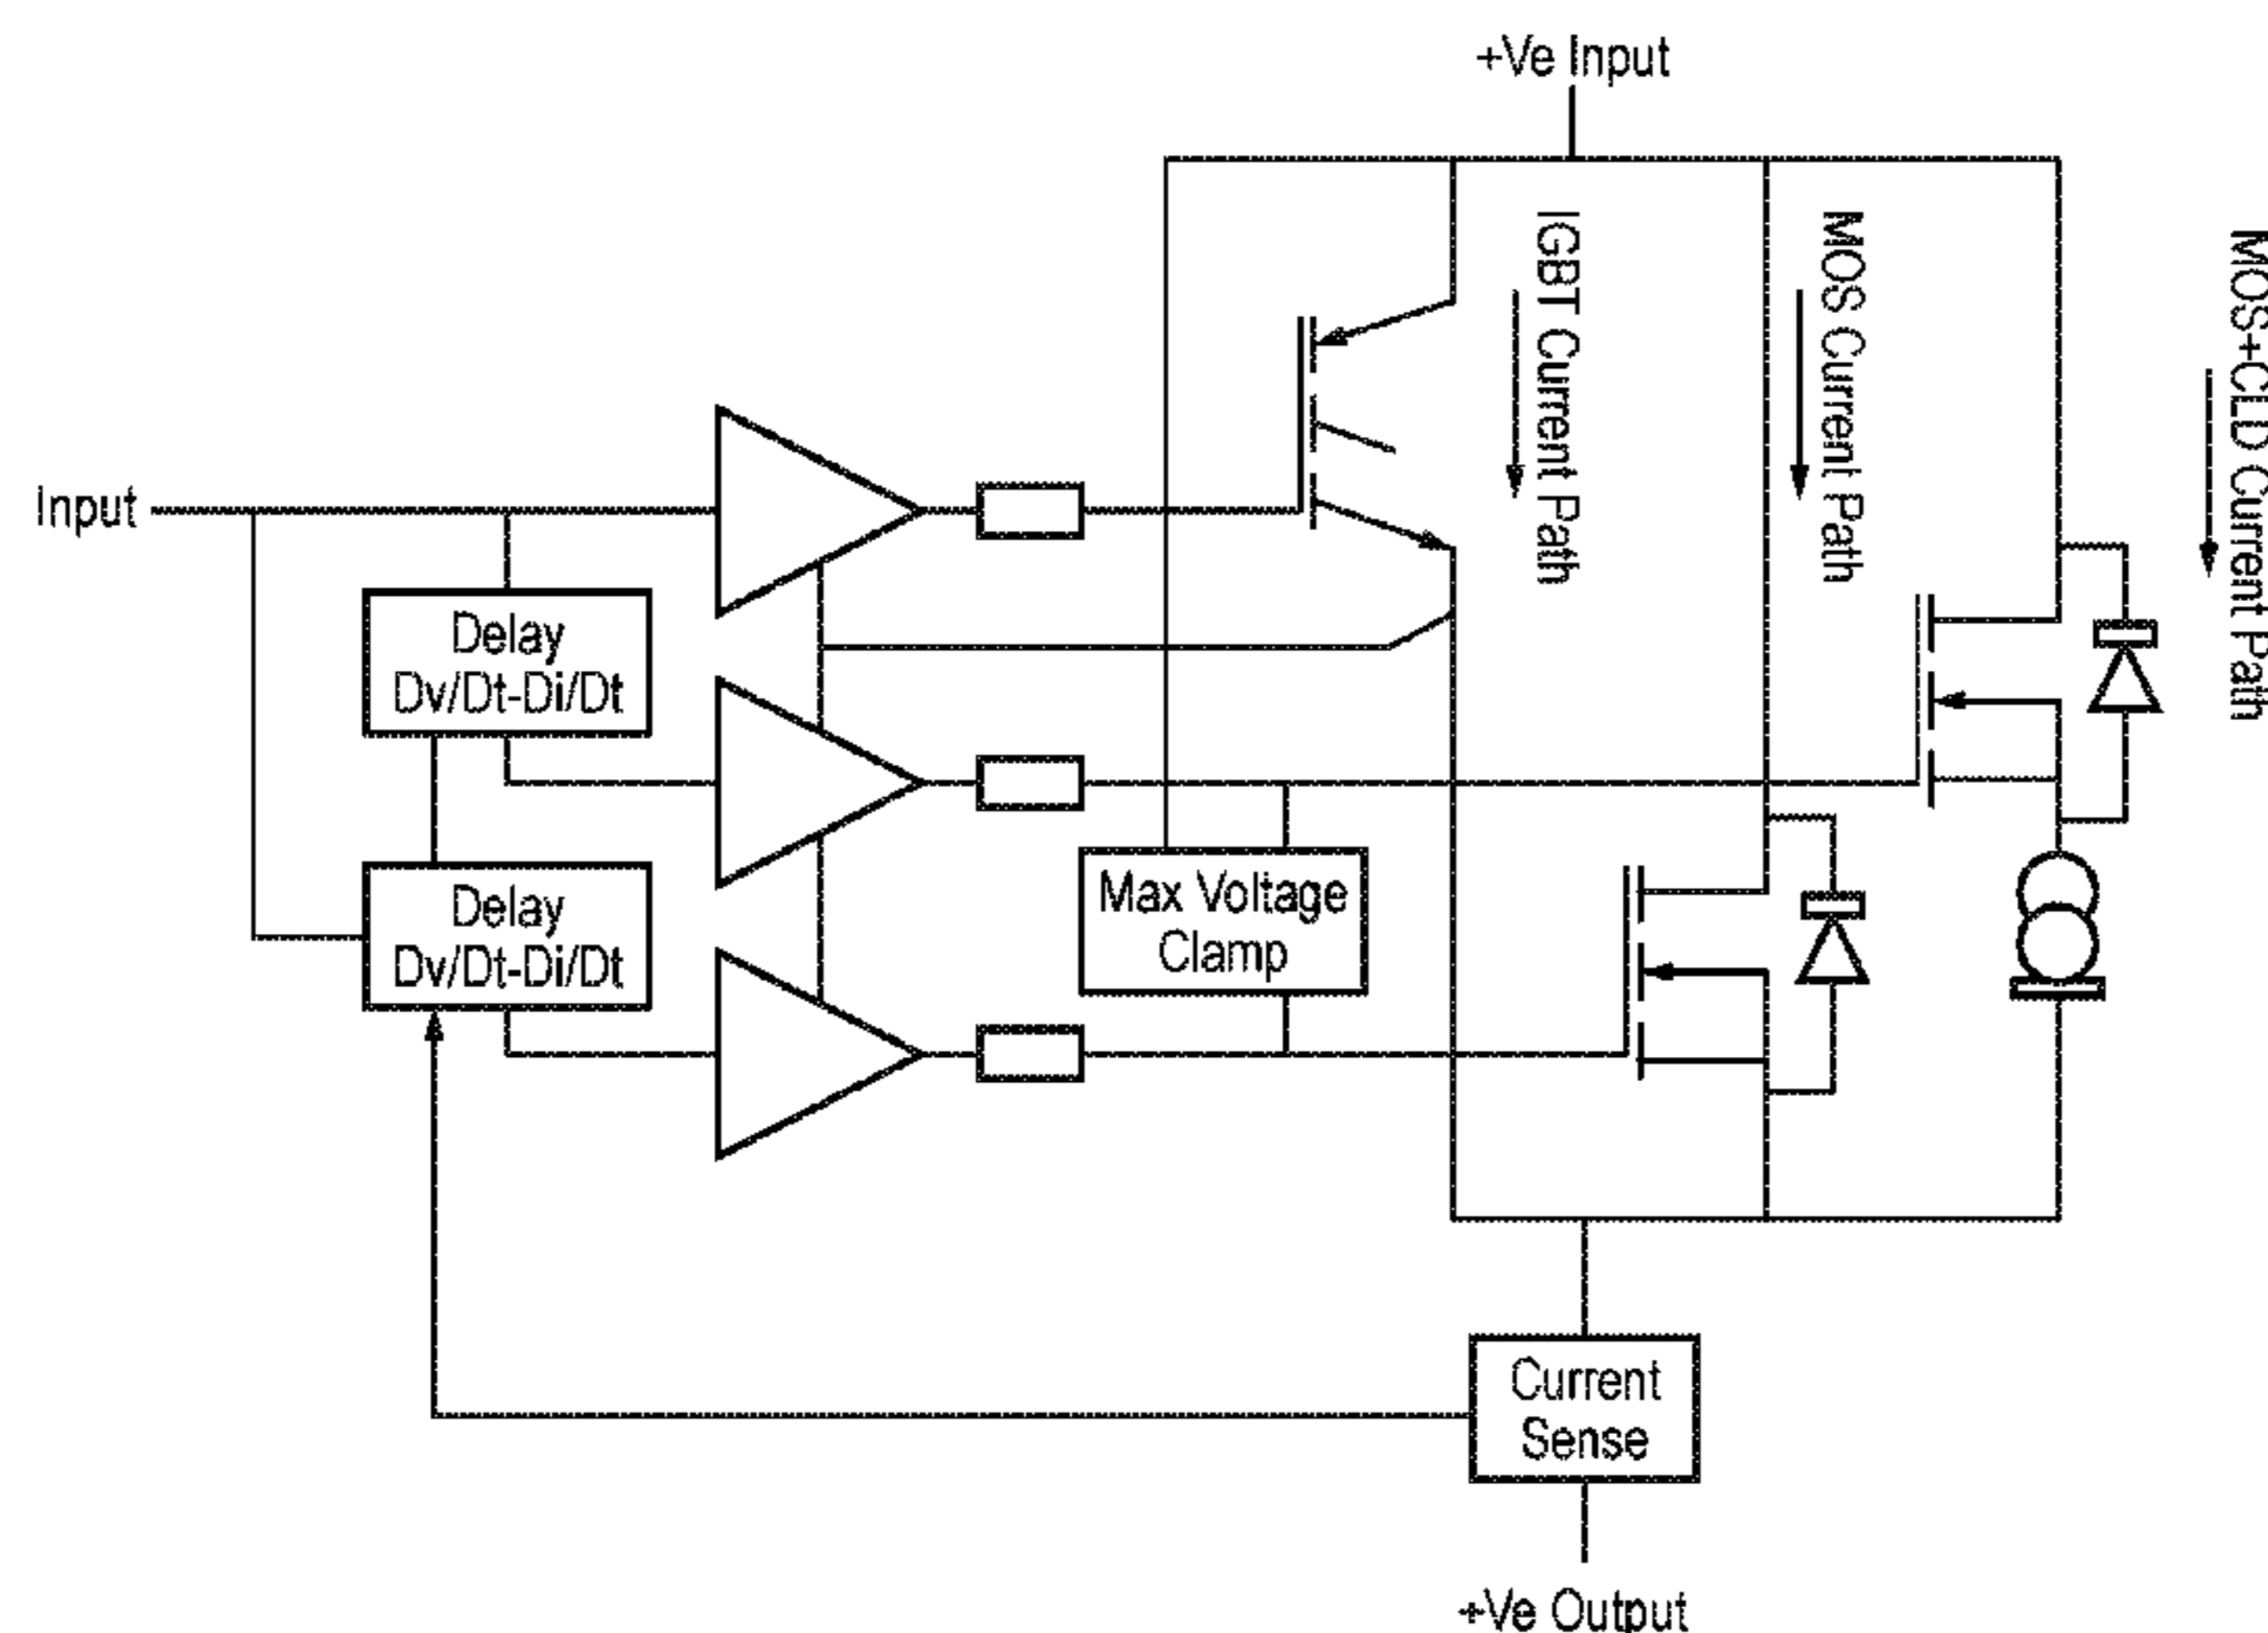 +Ve Input
IGBT Current Path
MOS Current Path
MOS+CLD Current Path
Input
Delay
Dv/Dt-Di/Dt
Delay
Dv/Dt-Di/Dt
Max Voltage
Clamp
Current
Sense
+Ve Output